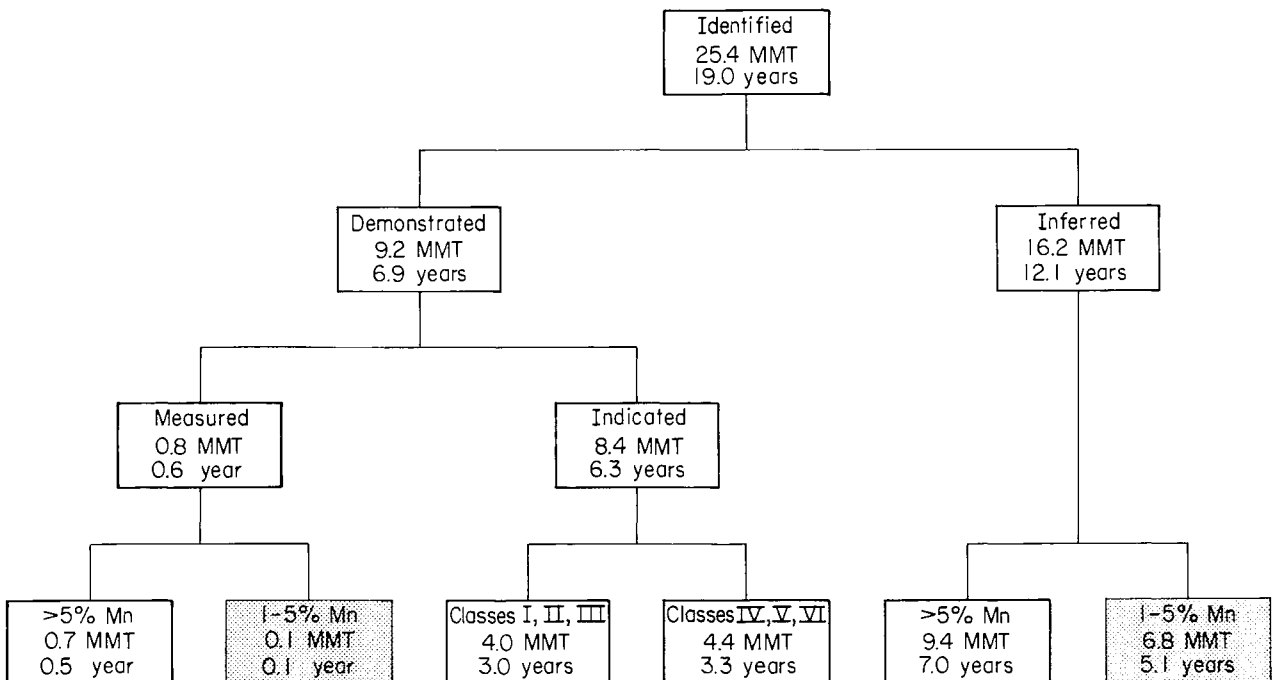 Identified
25.4 MMT
19.0 years
Demonstrated
9.2 MMT
6.9 years
Inferred
16.2 MMT
12.1 years
Measured
0.8 MMT
0.6 year
Indicated
8.4 MMT
6.3 years
>5% Mn
0.7 MMT
0.5 year
1-5% Mn
0.1 MMT
0.1 year
Classes I, II, III
4.0 MMT
3.0 years
Classes IV, V, VI
4.4 MMT
3.3 years
>5% Mn
9.4 MMT
7.0 years
1-5% Mn
6.8 MMT
5.1 years